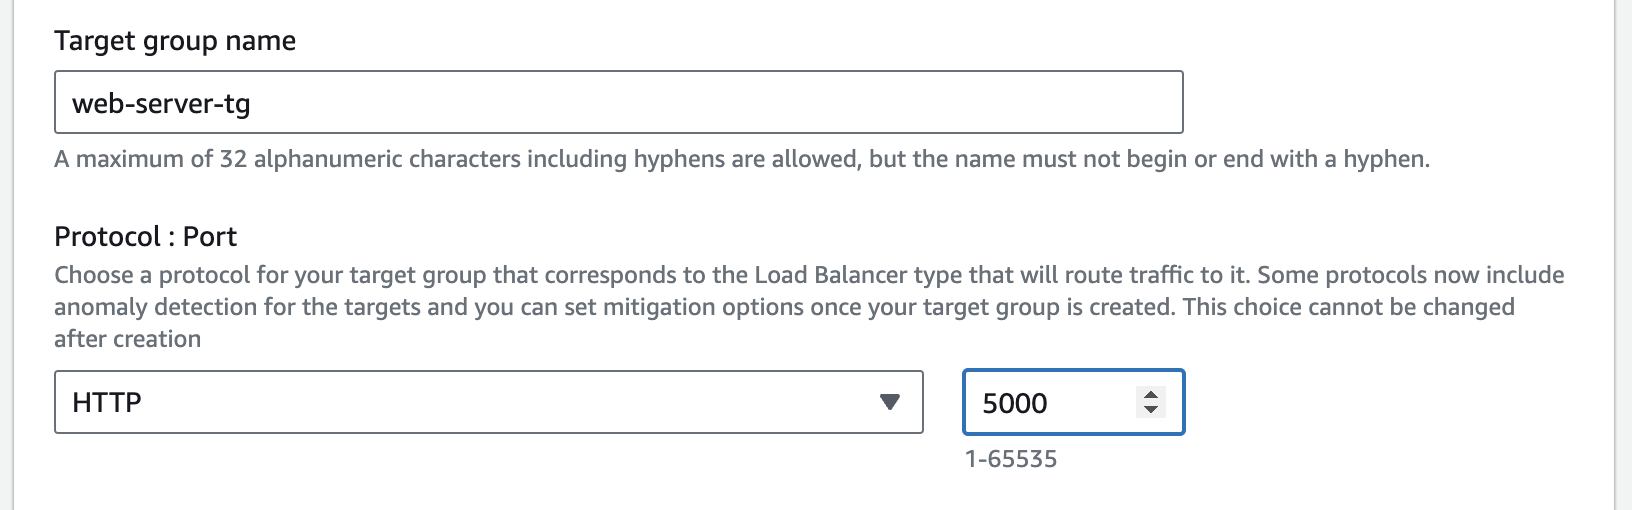 Target group name
web-server-tg
A maximum of 32 alphanumeric characters including hyphens are allowed, but the name must not begin or end with a hyphen.
Protocol : Port
Choose a protocol for your target group that corresponds to the Load Balancer type that will route traffic to it. Some protocols now include
anomaly detection for the targets and you can set mitigation options once your target group is created. This choice cannot be changed
after creation
HTTP 5000
1-65535